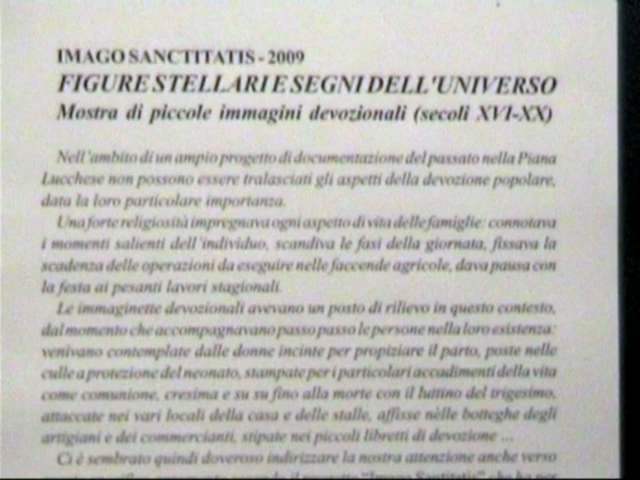 IMAGO SANCTITATIS - 2009
FIGURE STELLARI E SEGNI DELL'UNIVERSO
Mostra di piccole immagini devozionali (secoli XVI-XX)
Nell'ambito di un ampio progetto di documentazione del passato nella Piana
Lucchese non possono essere tralasciati gli aspetti della devozione popolare,
data la loro particolare importanza.
Una forte religiosità impregnava ogni aspetto di vita delle famiglie: connotava
i momenti salienti dell'individuo, scandiva le fasi della giornata, fissava la
scadenza delle operazioni da eseguire nelle faccende agricole, dava pausa con
la festa ai pesanti lavori stagionali.
Le immaginette devozionali avevano un posto di rilievo in questo contesto,
dal momento che accompagnavano passo passo le persone nella loro esistenza:
venivano contemplate dalle donne incinte per propiziare il parto, poste nelle
culle a protezione del neonato, stampate per i particolari accadimenti della vita
come comunione, cresima e su su fino alla morte con il luttino del trigesimo,
attaccate nei vari locali della casa e delle stalle, affisse nèlle botteghe degli
artigiani e dei commercianti, stipate nei piccoli libretti di devozione ...
Ci è sembrato quindi doveroso indirizzare la nostra attenzione anche verso